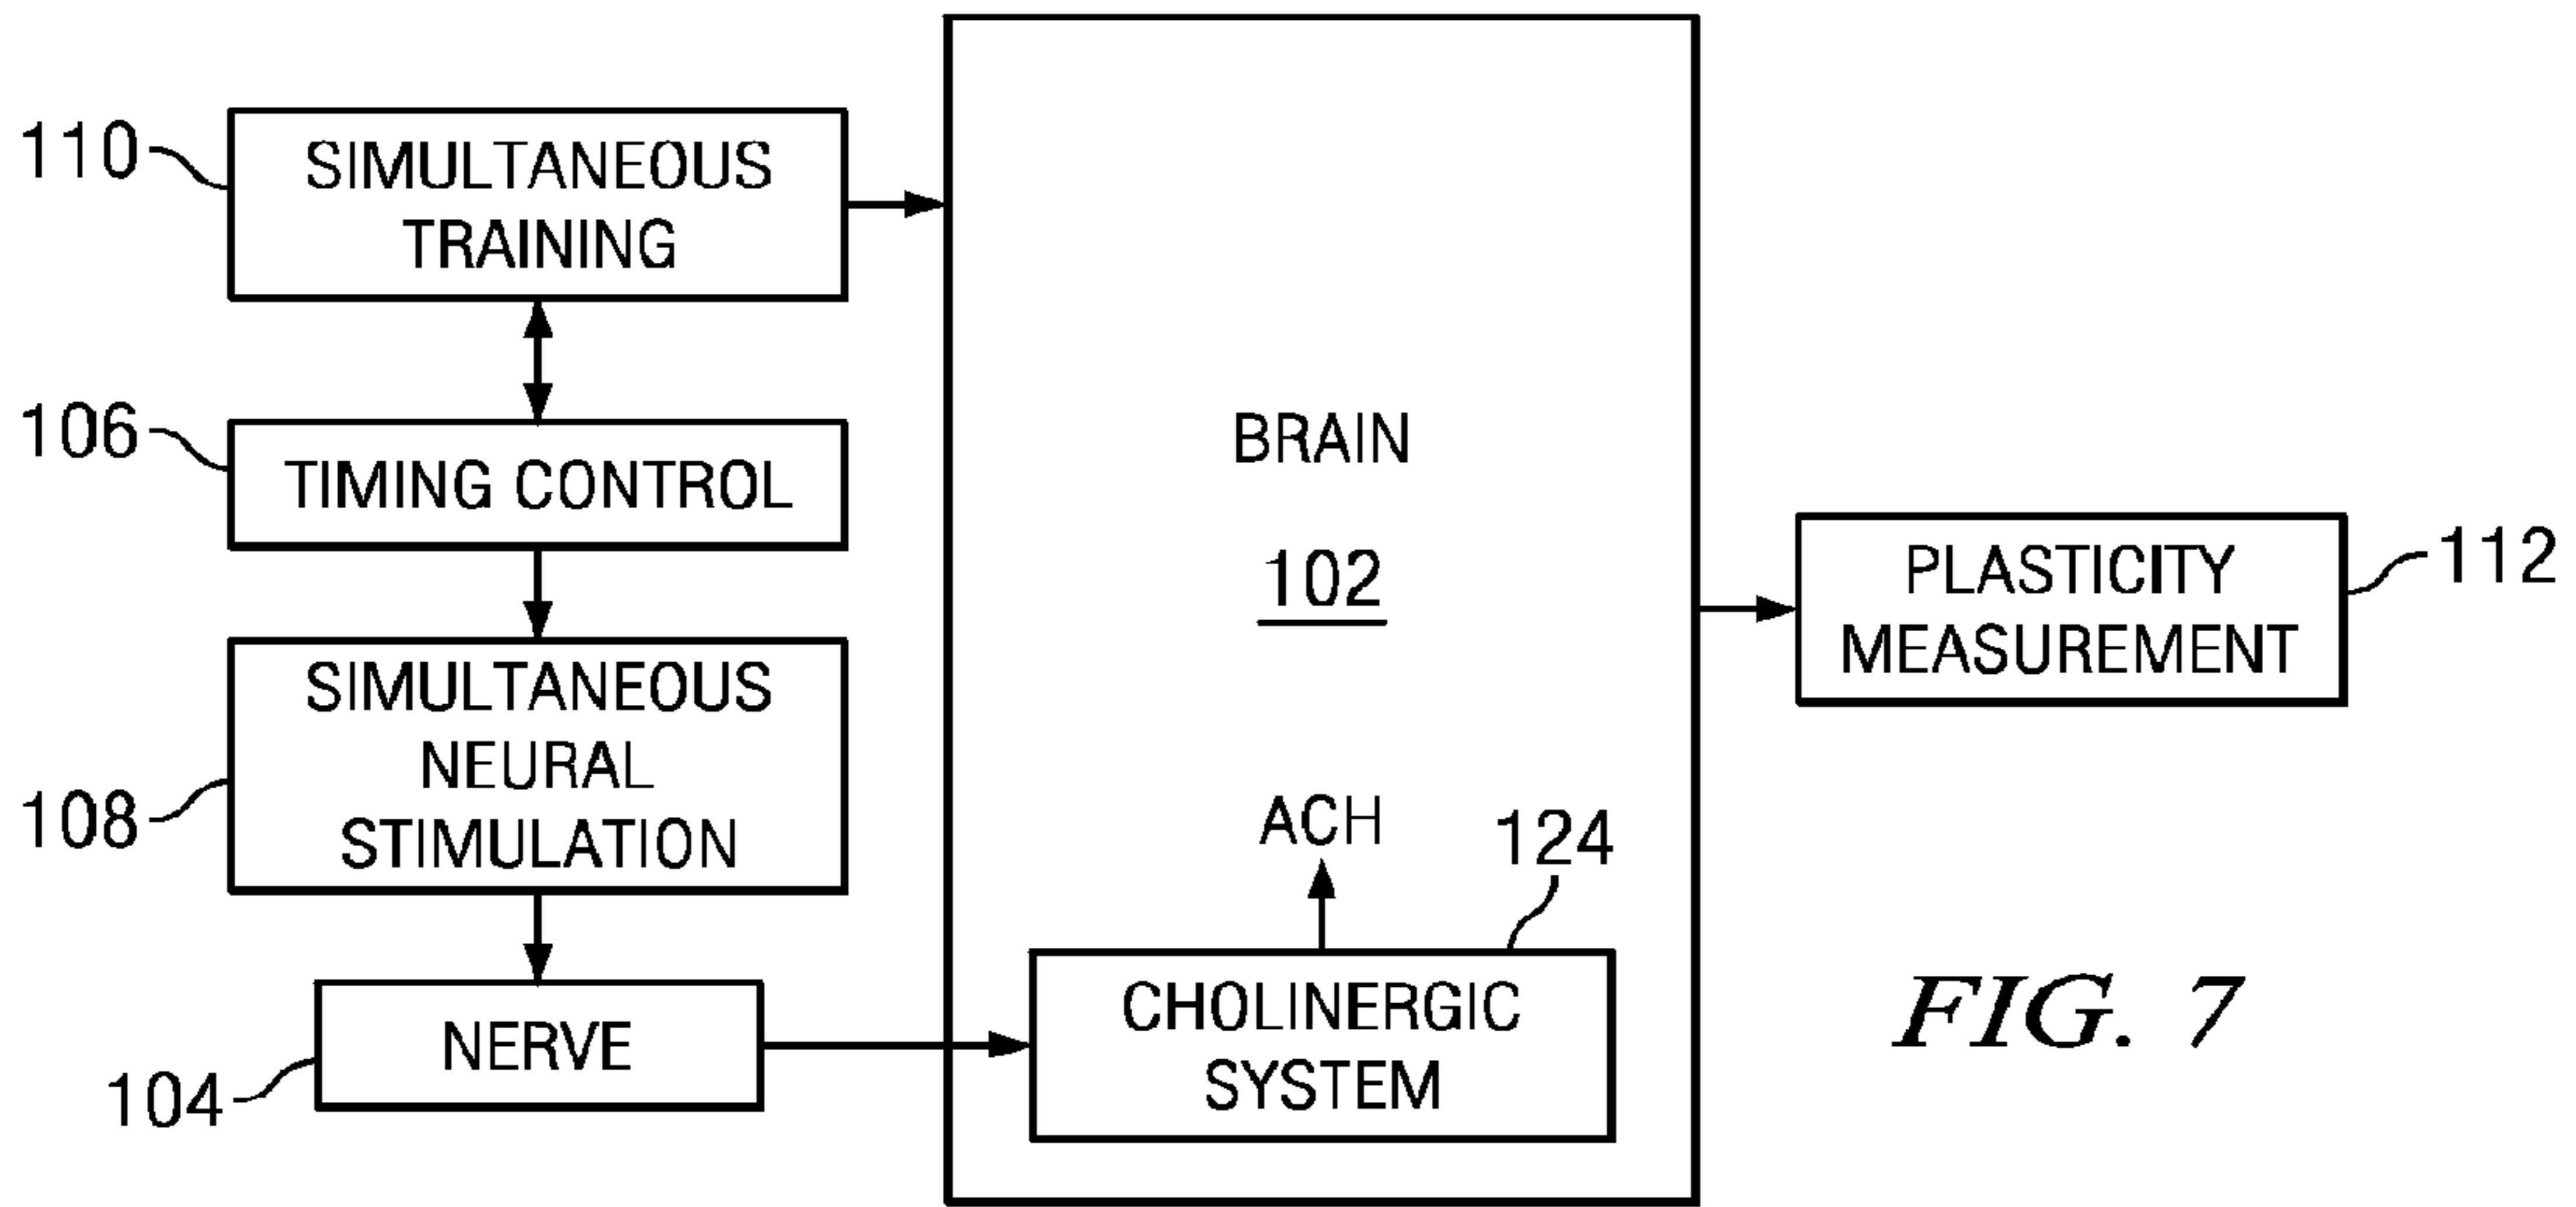 110
SIMULTANEOUS
TRAINING
106
TIMING CONTROL
108
SIMULTANEOUS
NEURAL
STIMULATION
104
NERVE
BRAIN
102
ACH
124
CHOLINERGIC
SYSTEM
PLASTICITY
MEASUREMENT
112
FIG. 7